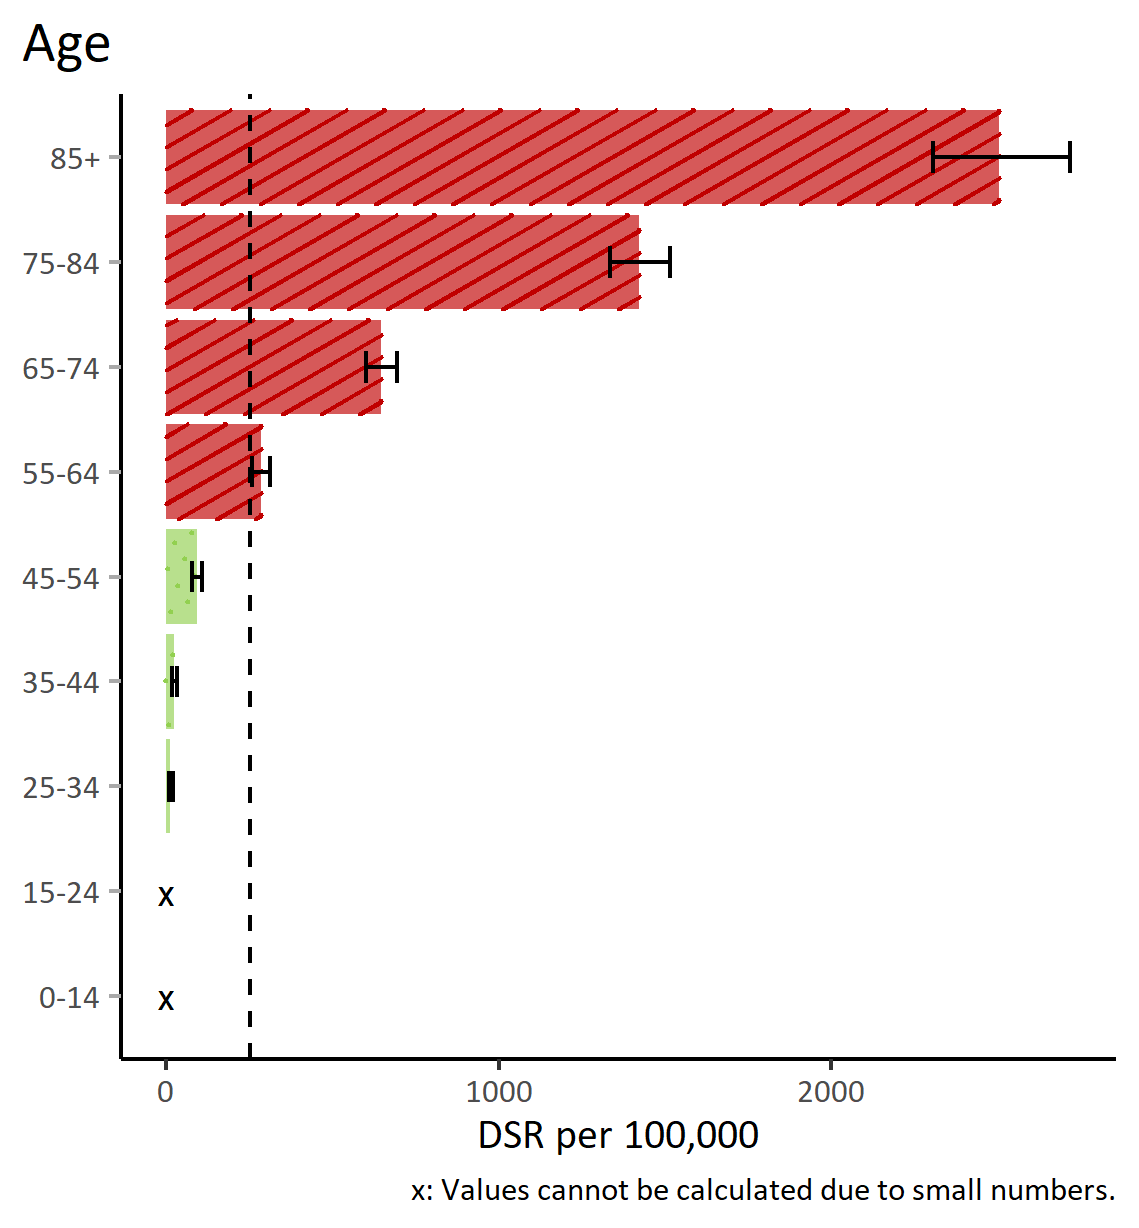 Age
85+
75-84
65-74
55-64
45-54
35-44
25-34
15-24 x
0-14 x
0 1000 2000
DSR per 100,000
x: Values cannot be calculated due to small numbers.